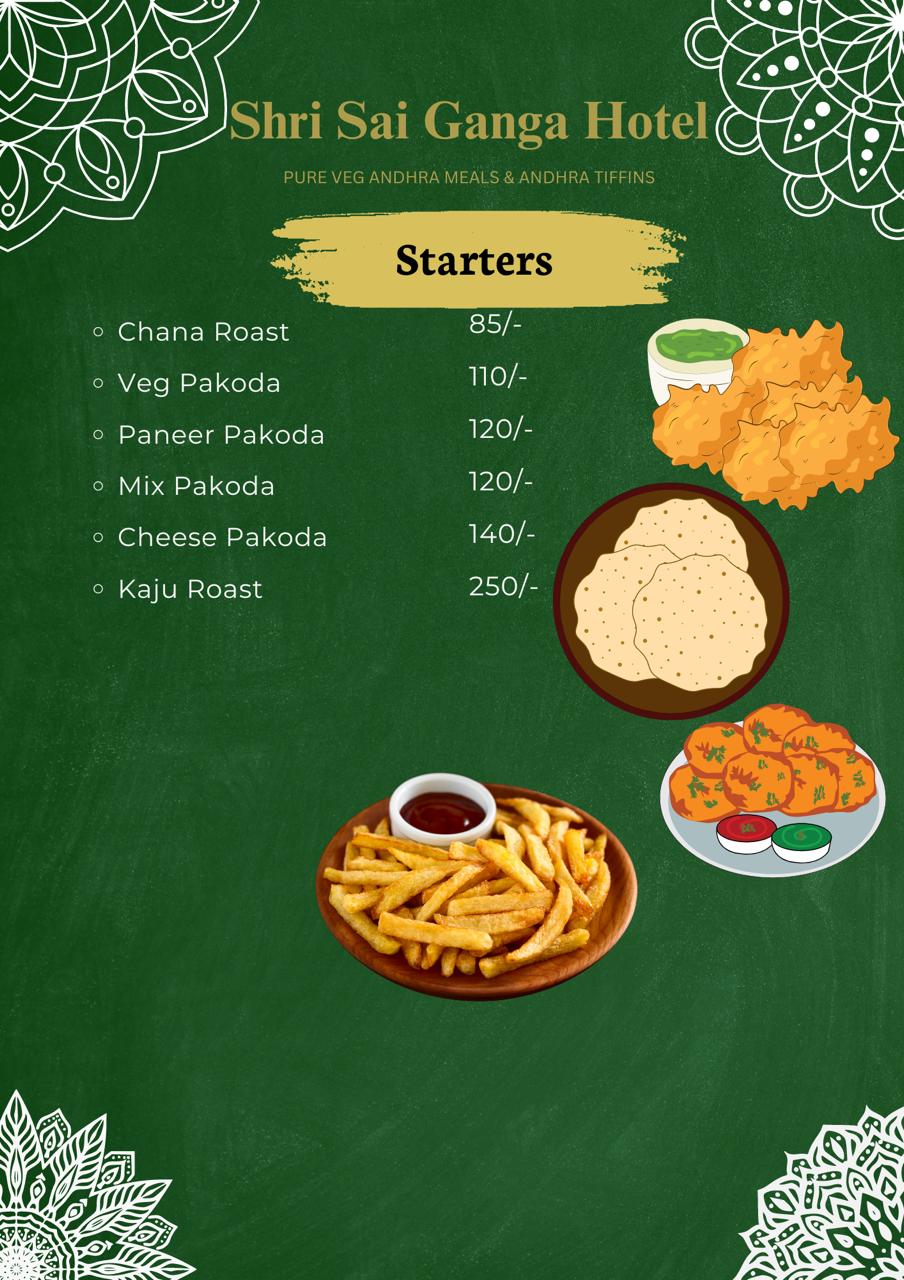 Shri Sai Ganga Hotel
PURE VEG ANDHRA MEALS & ANDHRA TIFFINS
Starters
Chana Roast 85/-
Veg Pakoda 110/-
Paneer Pakoda 120/-
Mix Pakoda 120/-
Cheese Pakoda 140/-
Kaju Roast 250/-